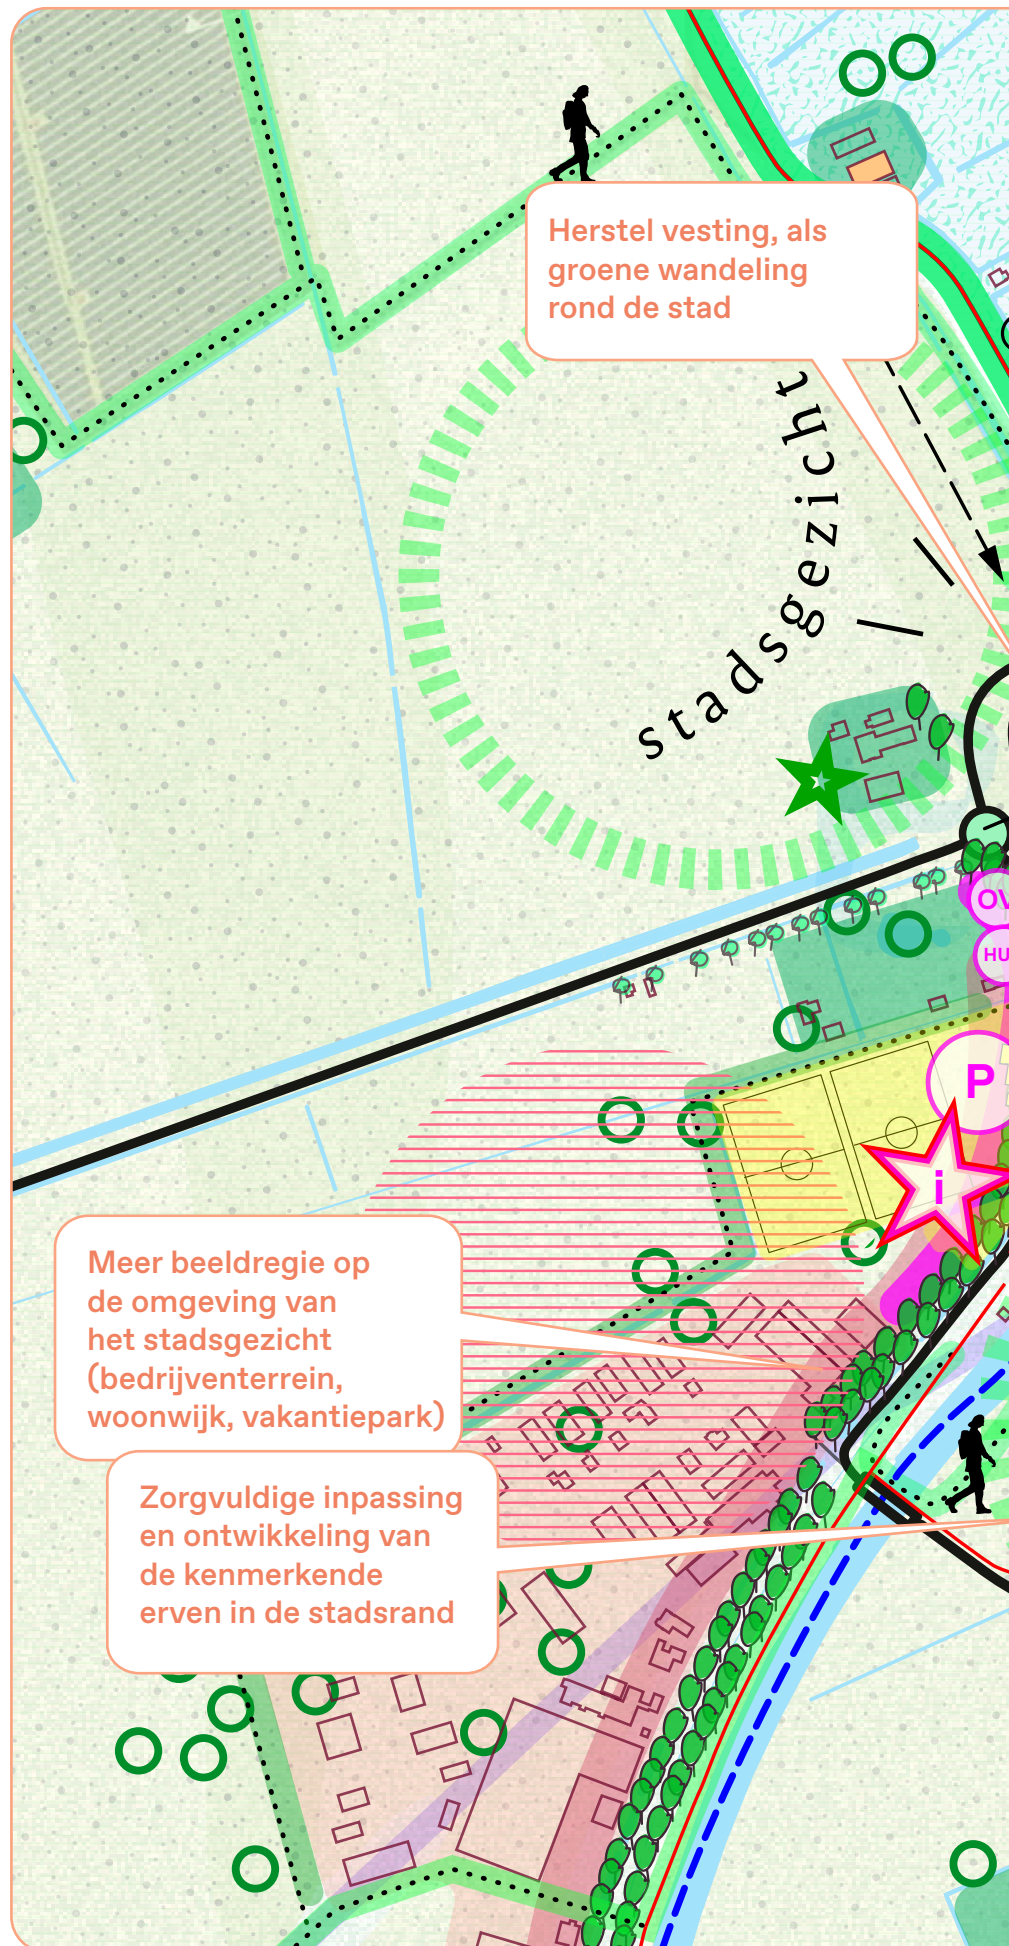 Herstel vesting, als
groene wandeling
rond de stad
stadsgezicht
OV
P
i
Meer beeldregie op
de omgeving van
het stadsgezicht
(bedrijventerrein,
woonwijk, vakantiepark)
Zorgvuldige inpassing
en ontwikkeling van
de kenmerkende
erven in de stadsrand